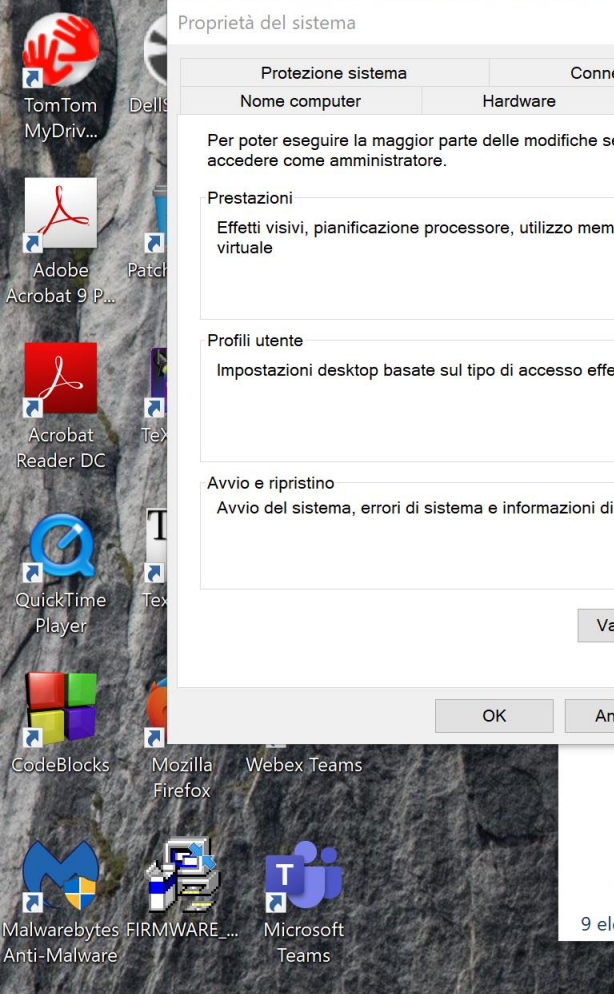 Proprietà del sistema
Protezione sistema
Nome computer
Hardware
Per poter eseguire la maggior parte delle modifiche
accedere come amministratore.
Prestazioni
Effetti visivi, pianificazione processore, utilizzo
virtuale
Profili utente
Impostazioni desktop basate sul tipo di accesso
Avvio e ripristino
Avvio del sistema, errori di sistema e informazioni di
OK
TomTom
MyDriv...
Adobe
Acrobat 9 P...
Acrobat
Reader DC
QuickTime
Player
CodeBlocks
Mozilla
Firefox
Webex Teams
Malwarebytes
Anti-Malware
FIRMWARE_...
T
Microsoft
Teams
9